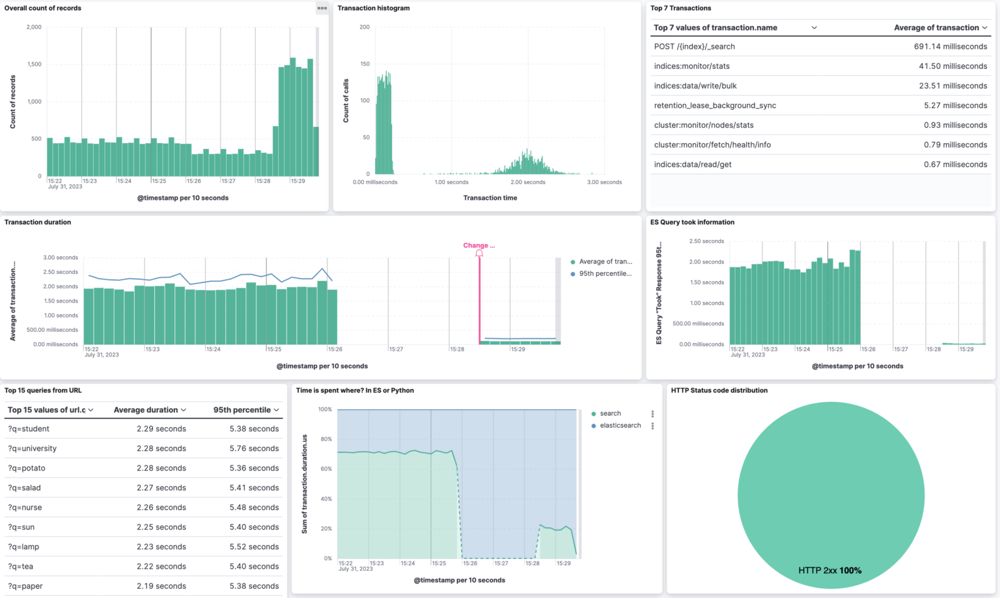 Overall count of records
2,000
1,500
1,000
500
0
Count of records
15:22
15:23
15:24
15:25
15:26
15:27
15:28
15:29
July 31, 2023
@timestamp per 10 seconds
Transaction histogram
200
150
100
50
0
Count of calls
0.00 milliseconds
1.00 seconds
2.00 seconds
3.00 seconds
Transaction time
Top 7 Transactions
Top 7 values of transaction.name Average of transaction
POST /{index}/_search 691.14 milliseconds
indices:monitor/stats 41.50 milliseconds
indices:data/write/bulk 23.51 milliseconds
retention_lease_background_sync 5.27 milliseconds
cluster:monitor/nodes/stats 0.93 milliseconds
cluster:monitor/fetch/health/info 0.79 milliseconds
indices:data/read/get 0.67 milliseconds
Transaction duration
Change ...
3.00 seconds
2.50 seconds
2.00 seconds
1.50 seconds
1.00 seconds
500.00 milliseconds
0.00 milliseconds
Average of transaction....
15:22
15:23
15:24
15:25
15:26
15:27
15:28
15:29
July 31, 2023
@timestamp per 10 seconds
Average of tran...
95th percentile...
ES Query took information
2.50 seconds
2.00 seconds
1.50 seconds
1.00 seconds
500.00 milliseconds
0.00 milliseconds
ES Query "Took" Response 95t...
15:22
15:23
15:24
15:25
15:26
15:27
15:28
15:29
July 31, 2023
@timestamp per 10 seconds
Top 15 queries from URL
Top 15 values of url.q Average duration 95th percentile
?q=student 2.29 seconds 5.38 seconds
?q=university 2.28 seconds 5.76 seconds
?q=potato 2.28 seconds 5.36 seconds
?q=salad 2.27 seconds 5.41 seconds
?q=nurse 2.26 seconds 5.48 seconds
?q=sun 2.25 seconds 5.40 seconds
?q=lamp 2.23 seconds 5.52 seconds
?q=tea 2.22 seconds 5.40 seconds
?q=paper 2.19 seconds 5.38 seconds
Time is spent where? In ES or Python
100%
80%
60%
40%
20%
0%
Sum of transaction.duration.us
15:22
15:23
15:24
15:25
15:26
15:27
15:28
15:29
July 31, 2023
@timestamp per 10 seconds
search
elasticsearch
HTTP Status code distribution
HTTP 2xx 100%